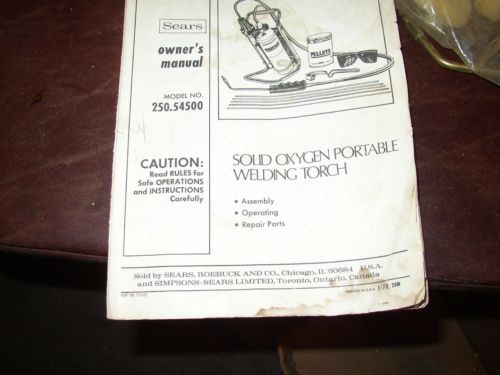 Sears
owner's
manual
MODEL NO.
250.54500
PELLETS
CAUTION:
Read RULES for
Safe OPERATIONS
and INSTRUCTIONS
Carefully
SOLID OXYGEN PORTABLE
WELDING TORCH
• Assembly
• Operating
• Repair Parts
Sold by SEARS, ROEBUCK AND CO., Chicago, IL 60684 U.S.A.
and SIMPSONS-SEARS LIMITED, Toronto, Ontario, Canada
PRINTED IN U.S.A.